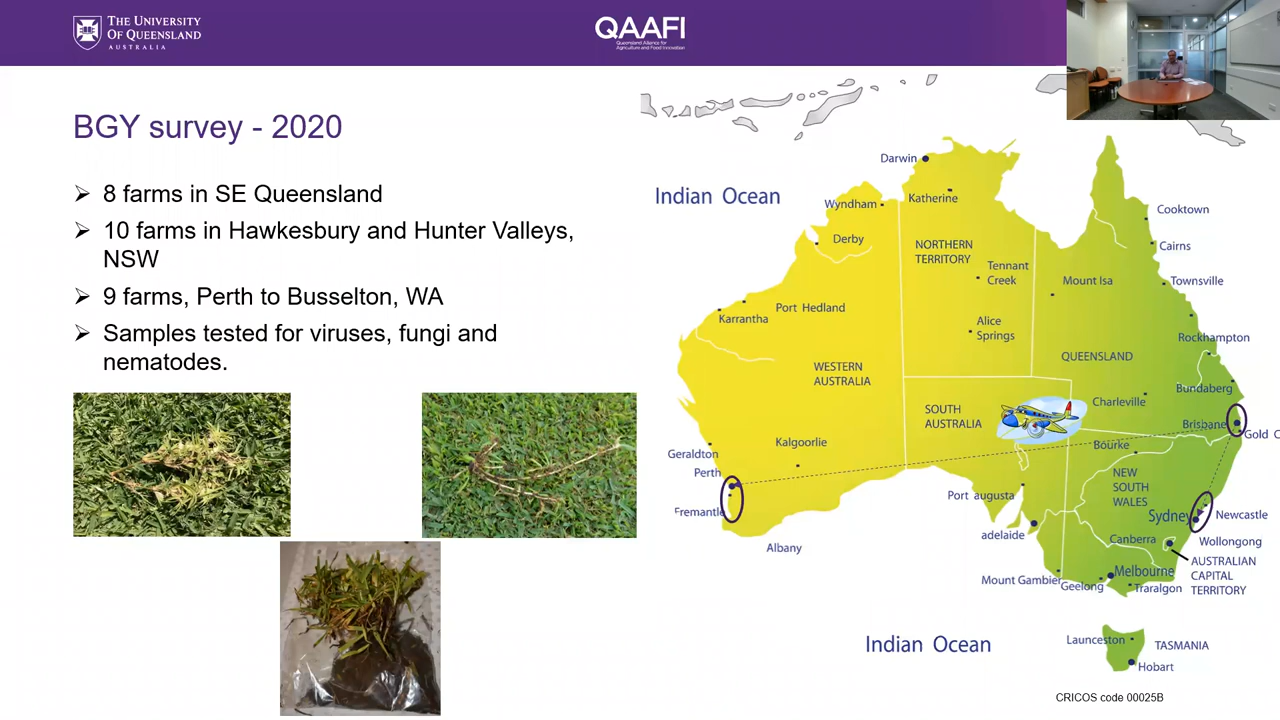 THE UNIVERSITY
OF QUEENSLAND
AUSTRALIA
QAAFI
Queensland Alliance for
Agriculture and Food Innovation
BGY survey - 2020
➢ 8 farms in SE Queensland
➢ 10 farms in Hawkesbury and Hunter Valleys,
NSW
➢ 9 farms, Perth to Busselton, WA
➢ Samples tested for viruses, fungi and
nematodes.
Indian Ocean
Darwin
Katherine
Wyndham
Derby
NORTHERN
TERRITORY
Tennant
Creek
Cooktown
Cairns
Mount Isa
Townsville
Port Hedland
Karrantha
Alice
Springs
Rockhampton
QUEENSLAND
WESTERN
AUSTRALIA
Bundaberg
Charleville
SOUTH
AUSTRALIA
Brisbane
Gold C
Kalgoorlie
Bourke
Geraldton
Perth
NEW
SOUTH
WALES
Port augusta
Fremantle
Sydney
Newcastle
adelaide
Canberra
Wollongong
Albany
AUSTRALIAN
CAPITAL
TERRITORY
Melbourne
Mount Gambier
Geelong
Traralgon
Indian Ocean
Launceston
TASMANIA
Hobart
CRICOS code 00025B